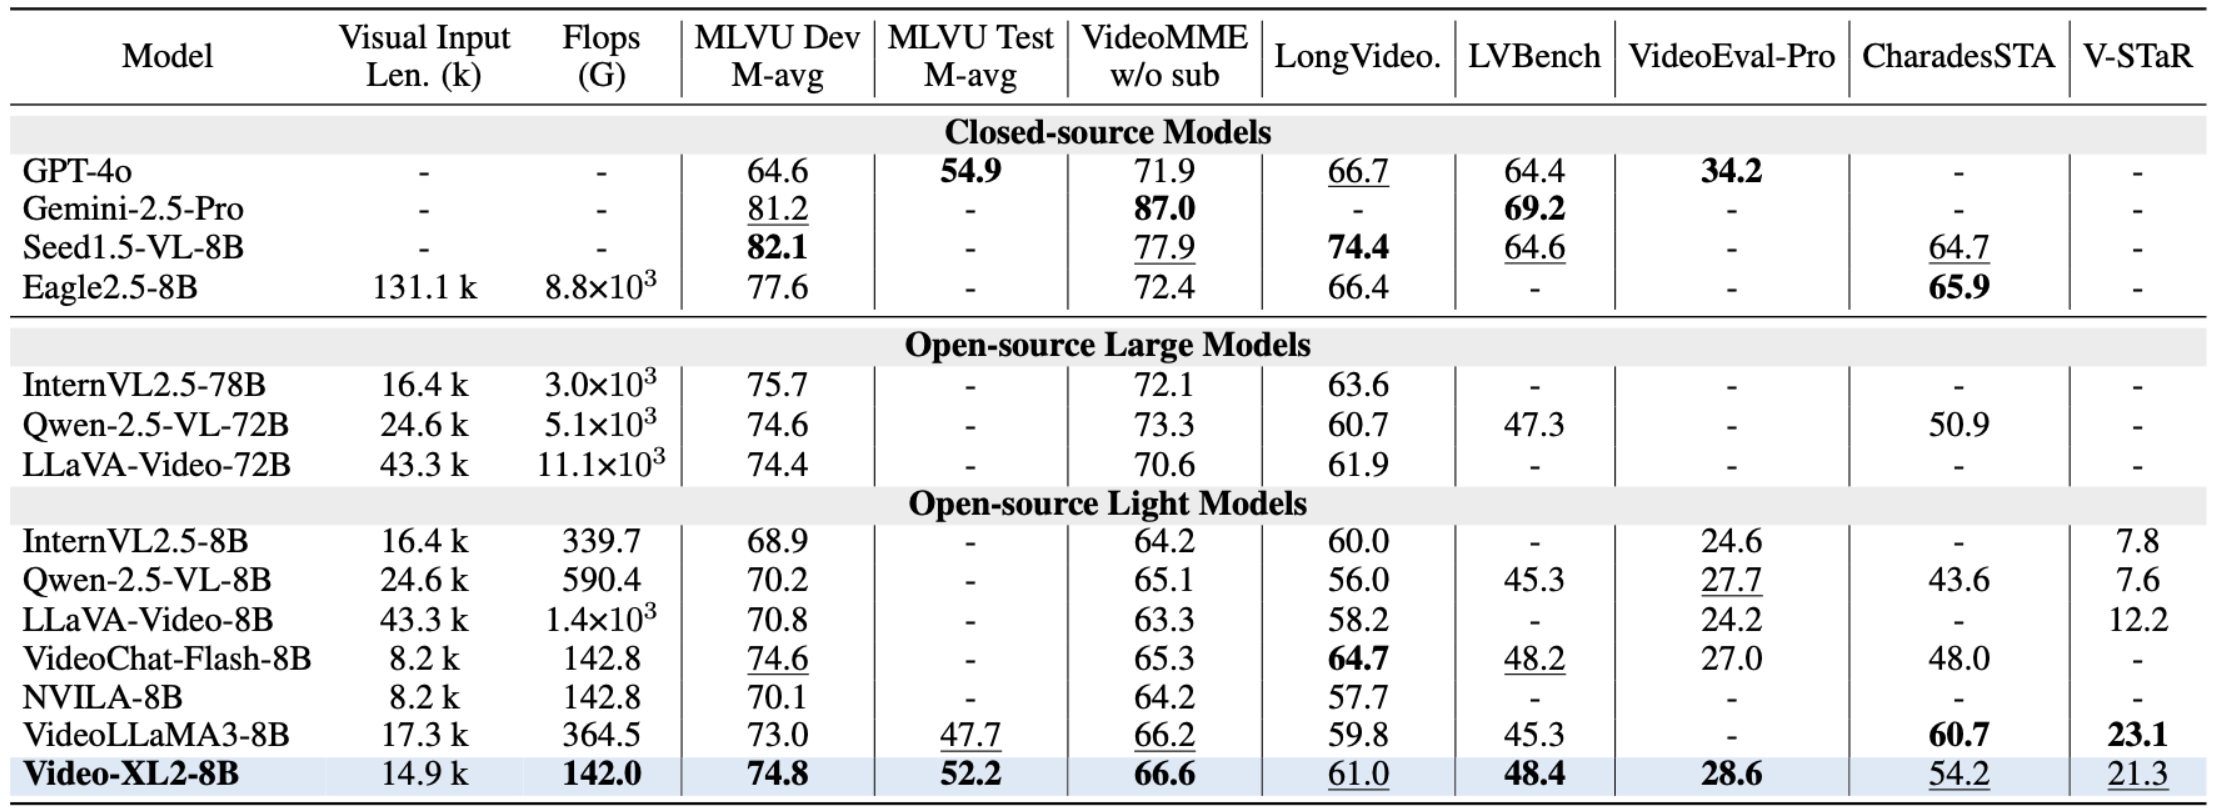 Model Visual Input Len. (k) Flops (G) MLVU Dev M-avg MLVU Test M-avg VideoMME w/o sub LongVideo. LVBench VideoEval-Pro CharadesSTA V-STaR
Closed-source Models
GPT-4o - - 64.6 54.9 71.9 66.7 64.4 34.2 - -
Gemini-2.5-Pro - - 81.2 - 87.0 - 69.2 - - -
Seed1.5-VL-8B - - 82.1 - 77.9 74.4 64.6 - 64.7 -
Eagle2.5-8B 131.1 k 8.8×10³ 77.6 - 72.4 66.4 - - 65.9 -
Open-source Large Models
InternVL2.5-78B 16.4 k 3.0×10³ 75.7 - 72.1 63.6 - - - -
Qwen-2.5-VL-72B 24.6 k 5.1×10³ 74.6 - 73.3 60.7 47.3 - 50.9 -
LLaVA-Video-72B 43.3 k 11.1×10³ 74.4 - 70.6 61.9 - - - -
Open-source Light Models
InternVL2.5-8B 16.4 k 339.7 68.9 - 64.2 60.0 - 24.6 - 7.8
Qwen-2.5-VL-8B 24.6 k 590.4 70.2 - 65.1 56.0 45.3 27.7 43.6 7.6
LLaVA-Video-8B 43.3 k 1.4×10³ 70.8 - 63.3 58.2 - 24.2 - 12.2
VideoChat-Flash-8B 8.2 k 142.8 74.6 - 65.3 64.7 48.2 27.0 48.0 -
NVILA-8B 8.2 k 142.8 70.1 - 64.2 57.7 - - - -
VideoLLaMA3-8B 17.3 k 364.5 73.0 47.7 66.2 59.8 45.3 - 60.7 23.1
Video-XL2-8B 14.9 k 142.0 74.8 52.2 66.6 61.0 48.4 28.6 54.2 21.3